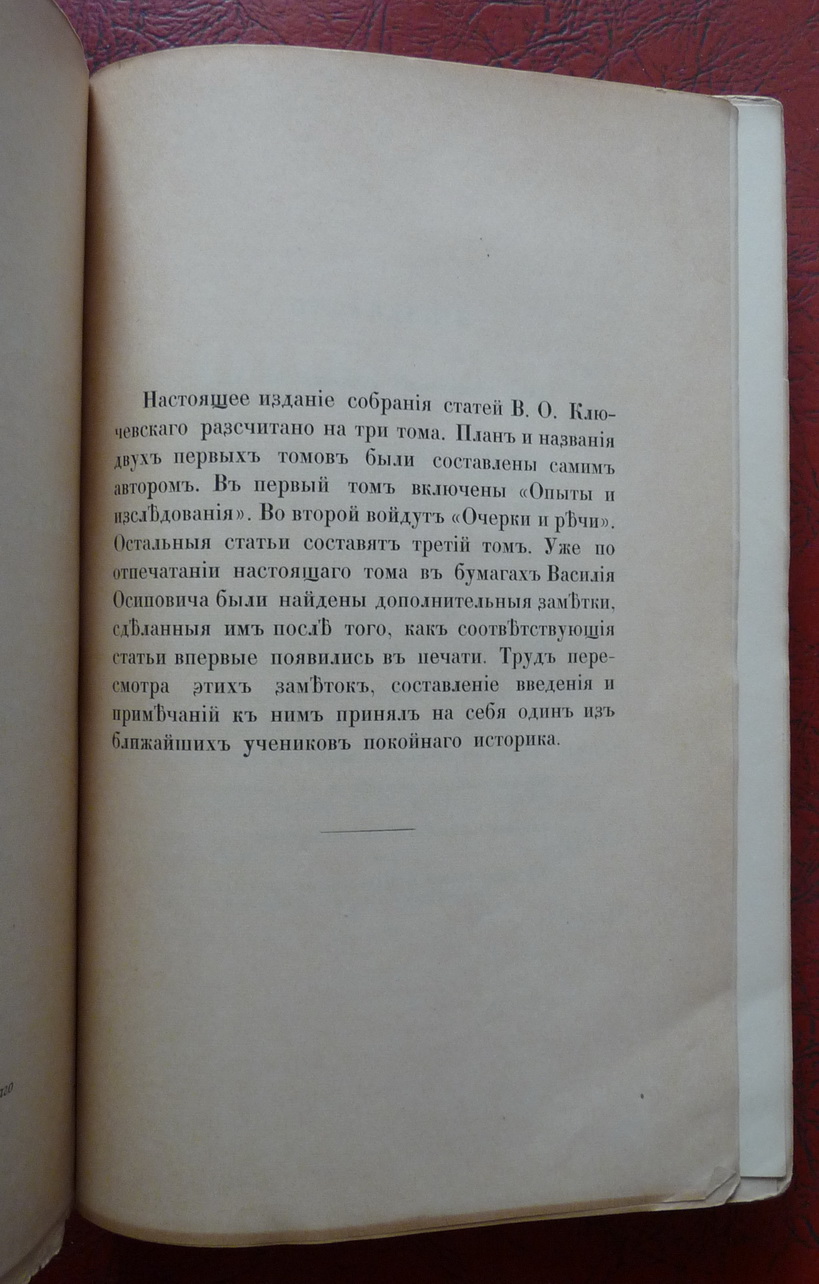 Настоящее изданіе собранія статей В. О. Клю-
чевскаго разсчитано на три тома. Планъ и названія
двухъ первыхъ томовъ были составлены самимъ
авторомъ. Въ первый томъ включены «Опыты и
изслѣдованія». Во второй войдутъ «Очерки и рѣчи».
Остальныя статьи составятъ третій томъ. Уже по
отпечатаніи настоящаго тома въ бумагахъ Василія
Осиповича были найдены дополнительныя замѣтки,
сдѣланныя имъ послѣ того, какъ соотвѣтствующія
статьи впервые появились въ печати. Трудъ пере-
смотра этихъ замѣтокъ, составленіе введенія и
примѣчаній къ нимъ принялъ на себя одинъ изъ
ближайшихъ учениковъ покойнаго историка.